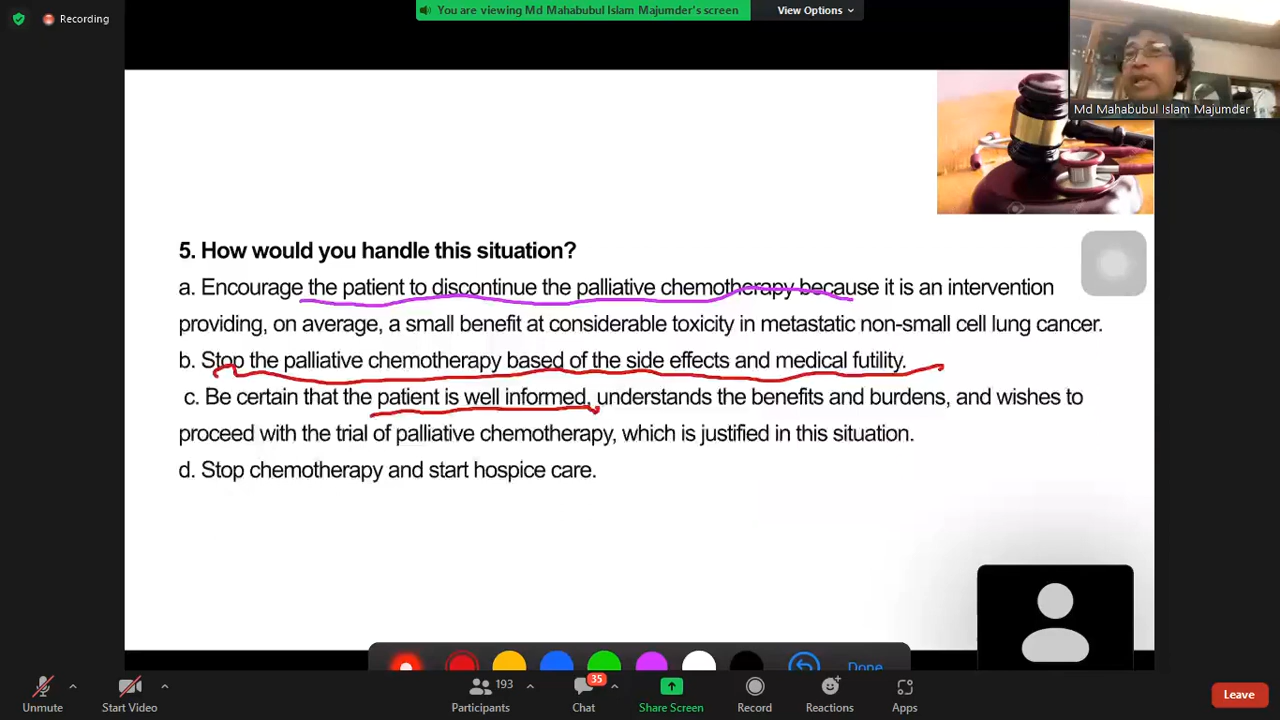 Recording
You are viewing Md Mahabubul Islam Majumder's screen
View Options
Md Mahabubul Islam Majumder
5. How would you handle this situation?
a. Encourage the patient to discontinue the palliative chemotherapy because it is an intervention
providing, on average, a small benefit at considerable toxicity in metastatic non-small cell lung cancer.
b. Stop the palliative chemotherapy based of the side effects and medical futility.
c. Be certain that the patient is well informed, understands the benefits and burdens, and wishes to
proceed with the trial of palliative chemotherapy, which is justified in this situation.
d. Stop chemotherapy and start hospice care.
Done
Unmute
Start Video
193
Participants
35
Chat
Share Screen
Record
Reactions
Apps
Leave